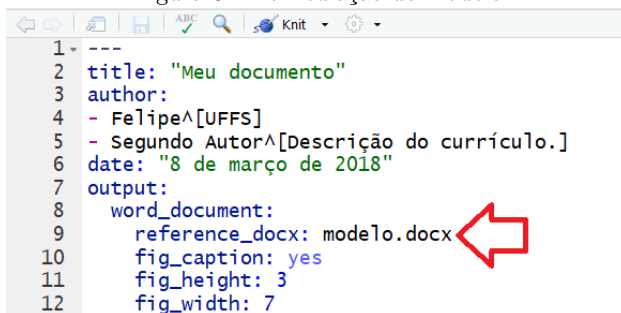 ABC Knit
1 ---
2 title: "Meu documento"
3 author:
4 - Felipe^[UFFS]
5 - Segundo Autor^[Descrição do currículo.]
6 date: "8 de março de 2018"
7 output:
8 word_document:
9 reference_docx: modelo.docx
10 fig_caption: yes
11 fig_height: 3
12 fig_width: 7